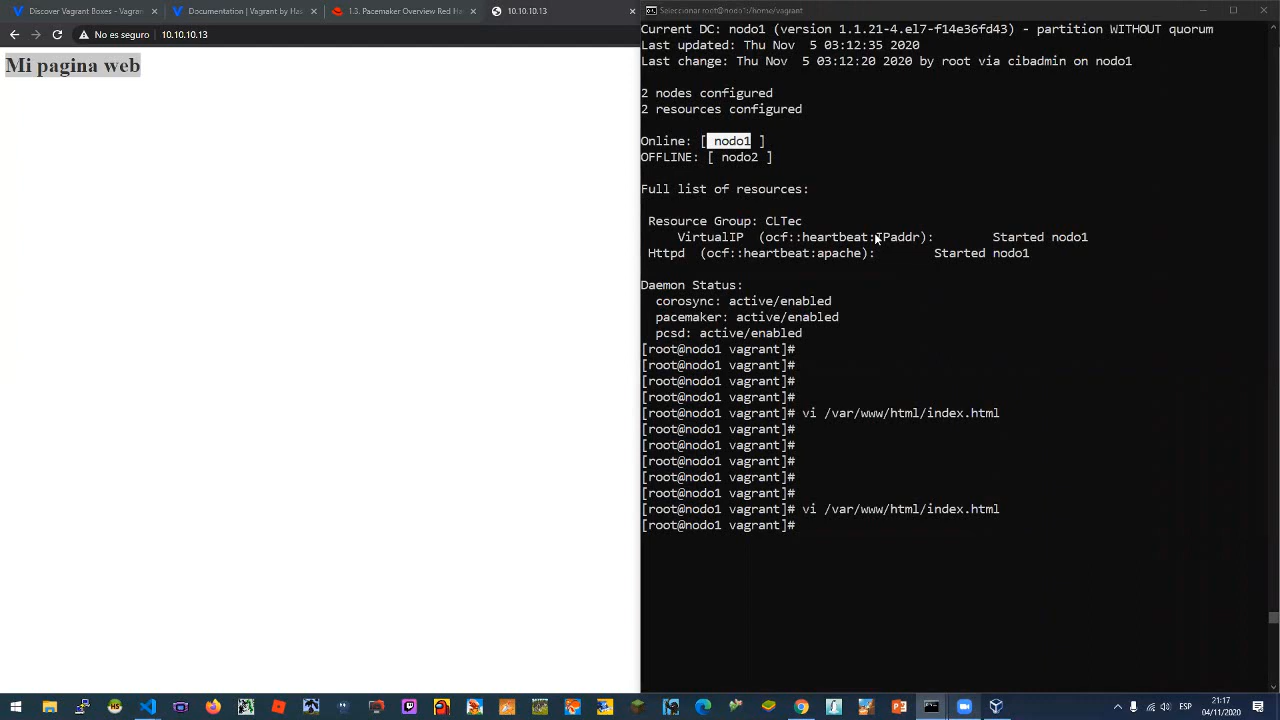 Discover Vagrant Boxes - Vagran
Documentation | Vagrant by Has
1.3. Pacemaker Overview Red Ha
10.10.10.13
No es seguro | 10.10.10.13
Mi pagina web
Seleccionar root@nodo1:/home/vagrant
Current DC: nodo1 (version 1.1.21-4.el7-f14e36fd43) - partition WITHOUT quorum
Last updated: Thu Nov  5 03:12:35 2020
Last change: Thu Nov  5 03:12:20 2020 by root via cibadmin on nodo1
2 nodes configured
2 resources configured
Online: [ nodo1 ]
OFFLINE: [ nodo2 ]
Full list of resources:
Resource Group: CLTec
VirtualIP  (ocf::heartbeat:IPaddr):        Started nodo1
Httpd  (ocf::heartbeat:apache):        Started nodo1
Daemon Status:
corosync: active/enabled
pacemaker: active/enabled
pcsd: active/enabled
[root@nodo1 vagrant]#
[root@nodo1 vagrant]#
[root@nodo1 vagrant]#
[root@nodo1 vagrant]#
[root@nodo1 vagrant]# vi /var/www/html/index.html
[root@nodo1 vagrant]#
[root@nodo1 vagrant]#
[root@nodo1 vagrant]#
[root@nodo1 vagrant]#
[root@nodo1 vagrant]#
[root@nodo1 vagrant]# vi /var/www/html/index.html
[root@nodo1 vagrant]#
ESP
21:17
04/11/2020